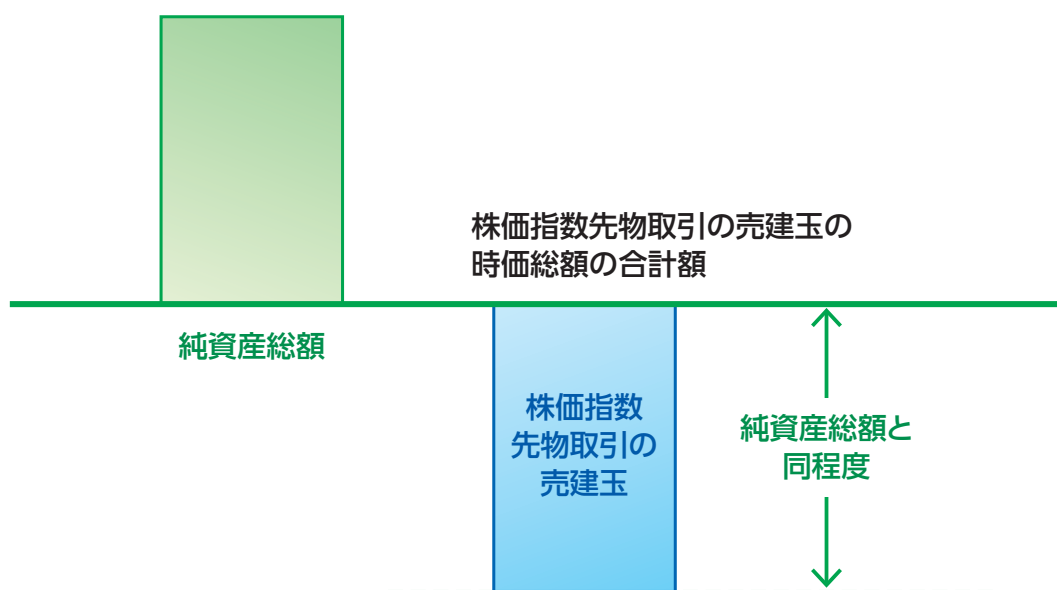 株価指数先物取引の売建玉の
時価総額の合計額
純資産総額
株価指数
先物取引の
売建玉
純資産総額と
同程度